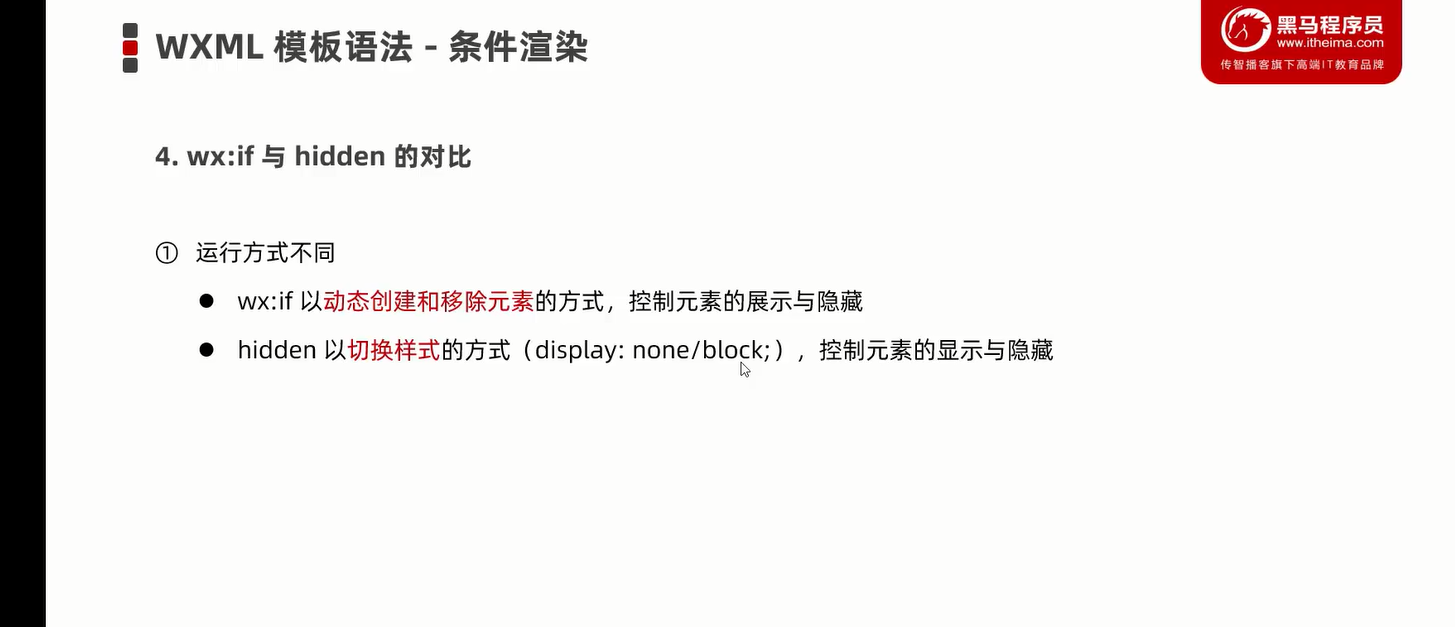 WXML 模板语法 - 条件渲染
黑马程序员
www.itheima.com
传智播客旗下高端IT教育品牌
4. wx:if 与 hidden 的对比
① 运行方式不同
● wx:if 以动态创建和移除元素的方式，控制元素的展示与隐藏
● hidden 以切换样式的方式（display: none/block;），控制元素的显示与隐藏